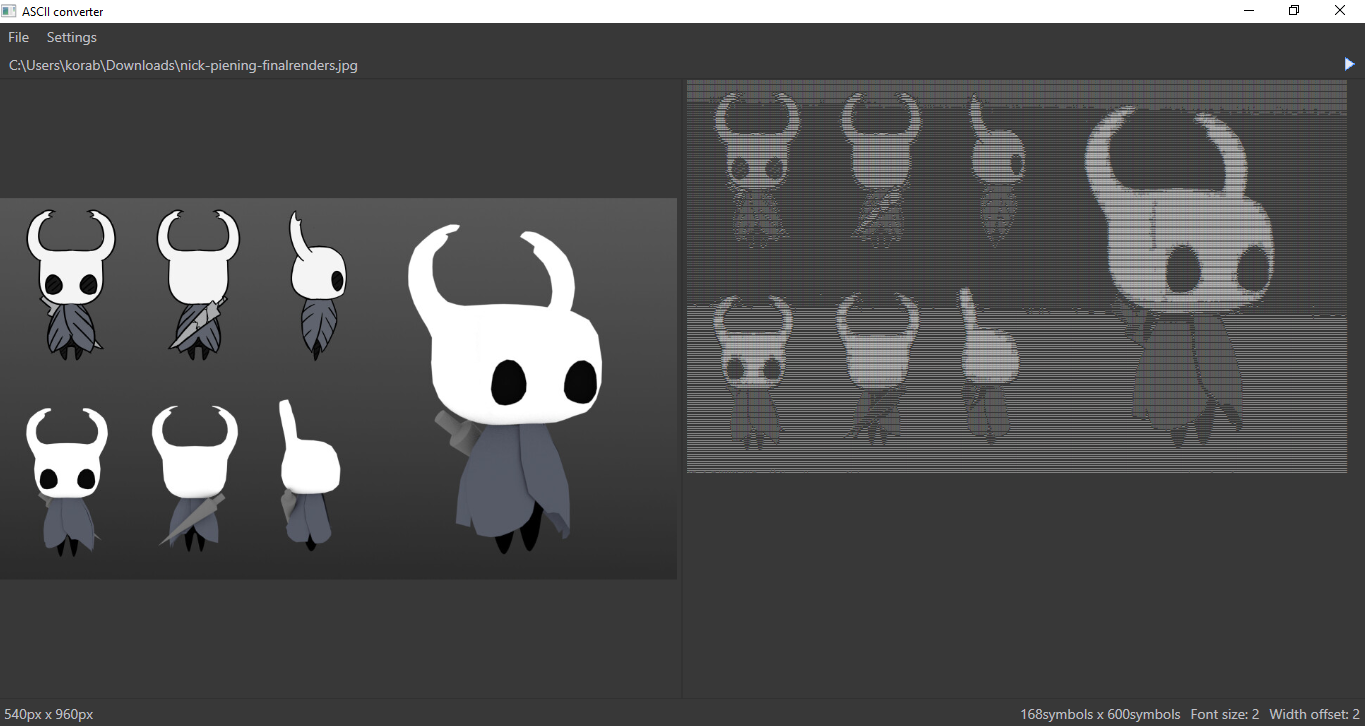 ASCII converter
File Settings
C:\Users\korab\Downloads\nick-piening-finalrenders.jpg
540px x 960px 168symbols x 600symbols Font size: 2 Width offset: 2